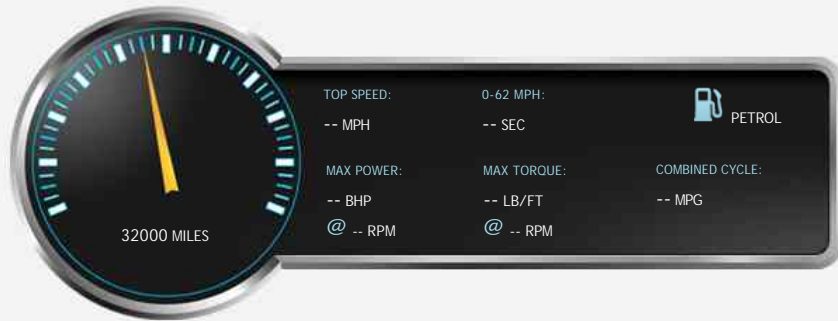 TOP SPEED:
-- MPH
0-62 MPH:
-- SEC
PETROL
MAX POWER:
-- BHP
@ -- RPM
MAX TORQUE:
-- LB/FT
@ -- RPM
COMBINED CYCLE:
-- MPG
32000 MILES